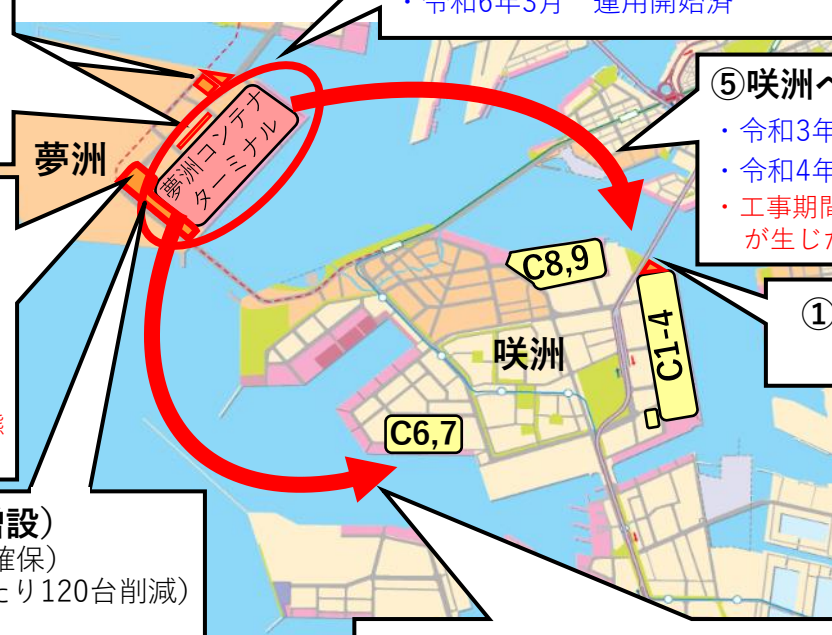 ・令和6年3月 運用開始済
⑤咲洲へ
・令和3年
・令和4年
・工事期間
が生じた
夢洲
夢洲コンテナ
ターミナル
C8,9
①
C1-4
咲洲
C6,7
増設）
確保）
たり120台削減）